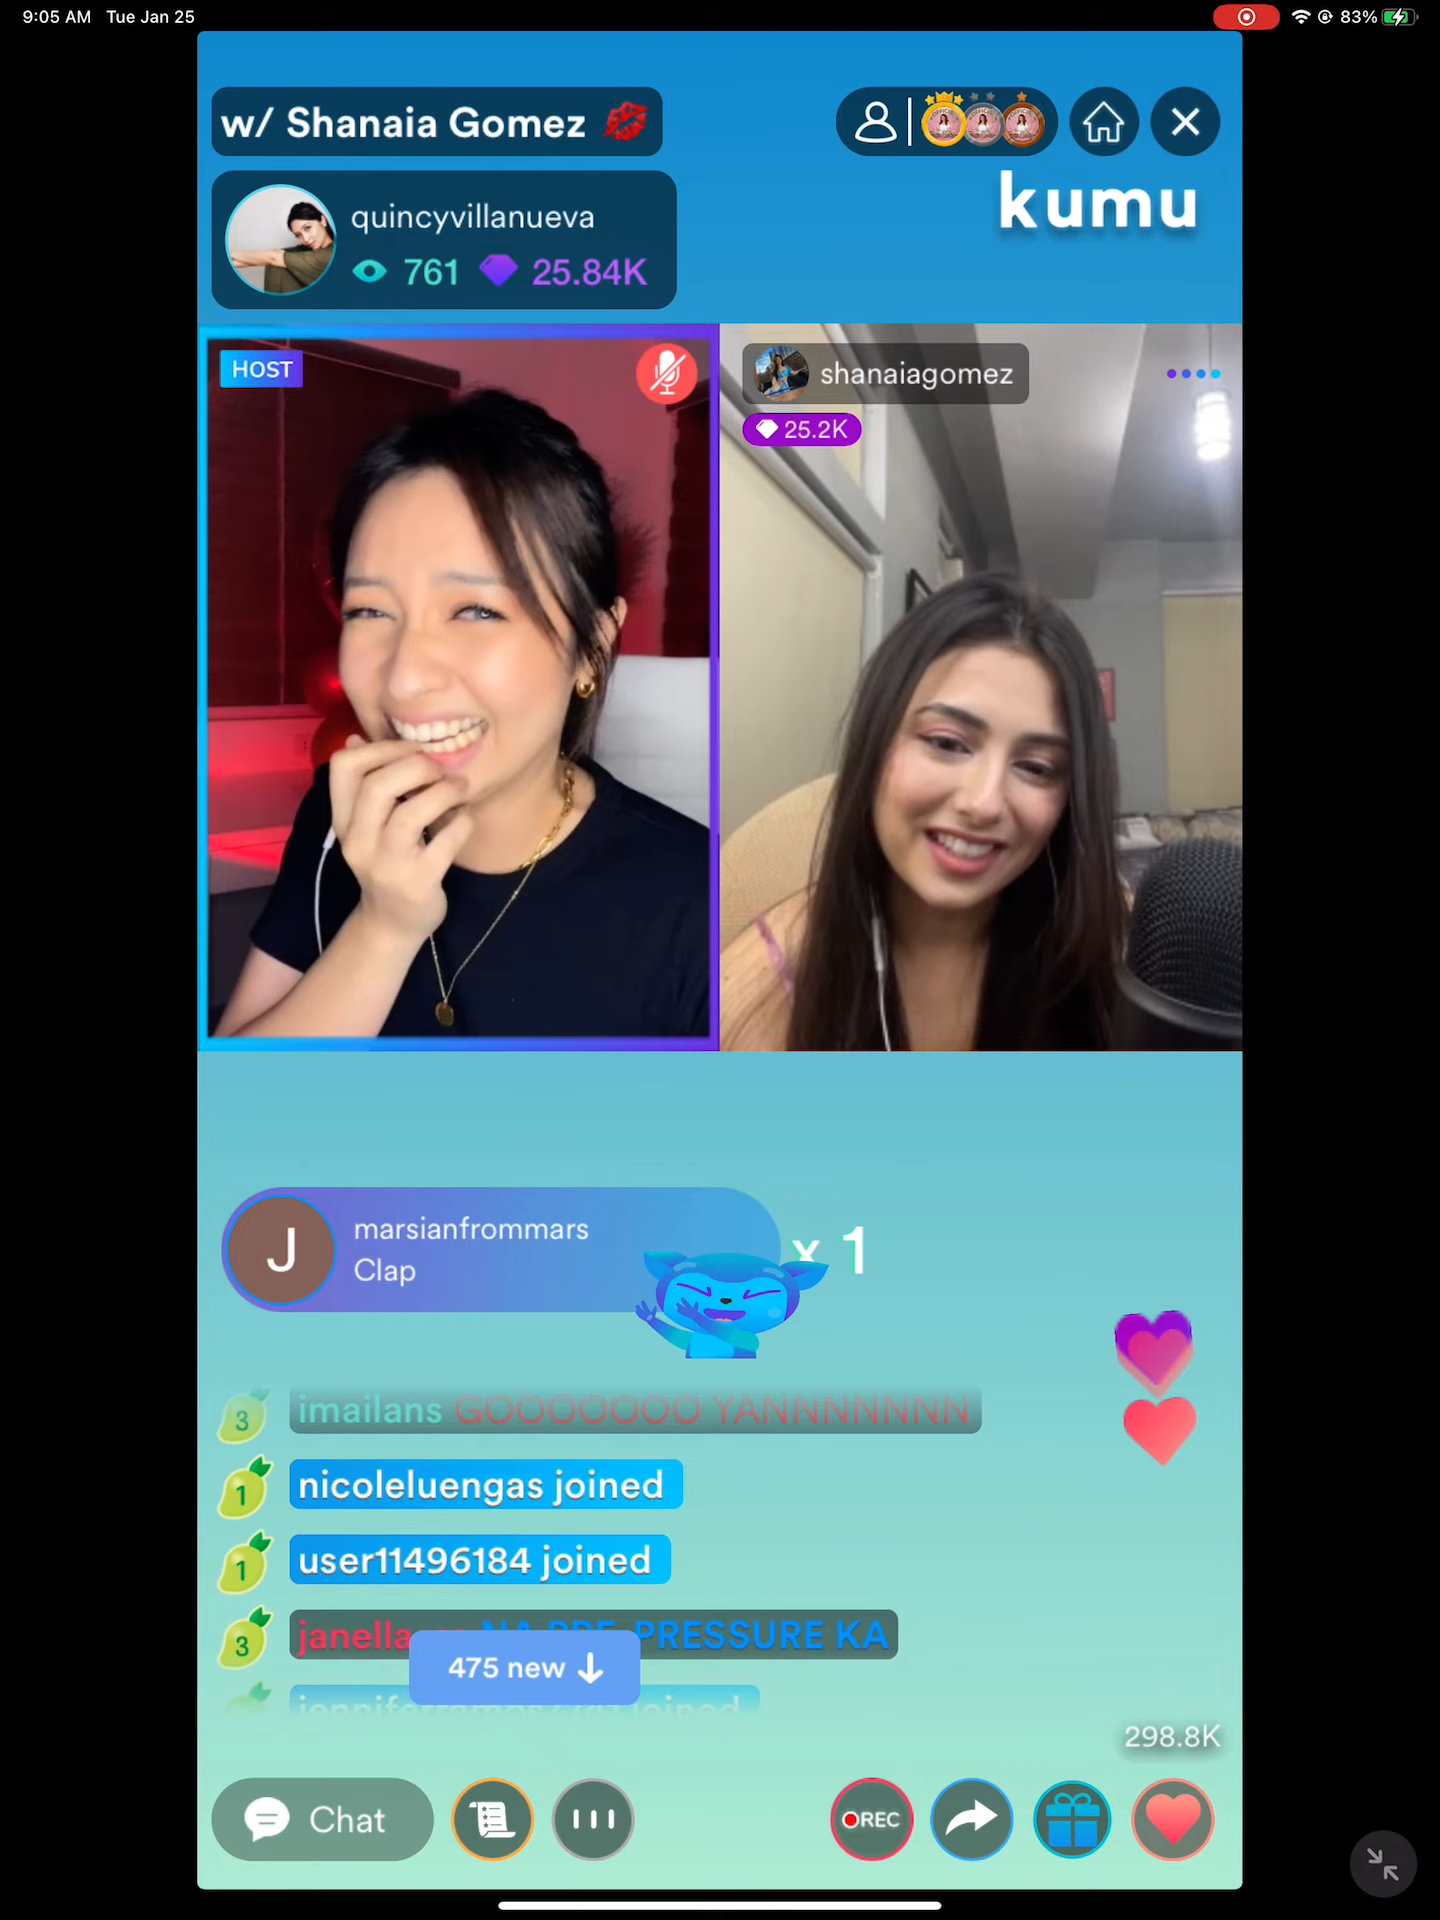 9:05 AM Tue Jan 25
83%
w/ Shanaia Gomez
kumu
quincyvillanueva
761 25.84K
HOST
shanaiagomez
25.2K
marsianfrommars
Clap
x 1
J
3 imailans GOOOOOOO YANNNNNNN
1 nicoleluengas joined
1 user11496184 joined
3 janella PRESSURE KA
475 new
joined
298.8K
Chat
REC